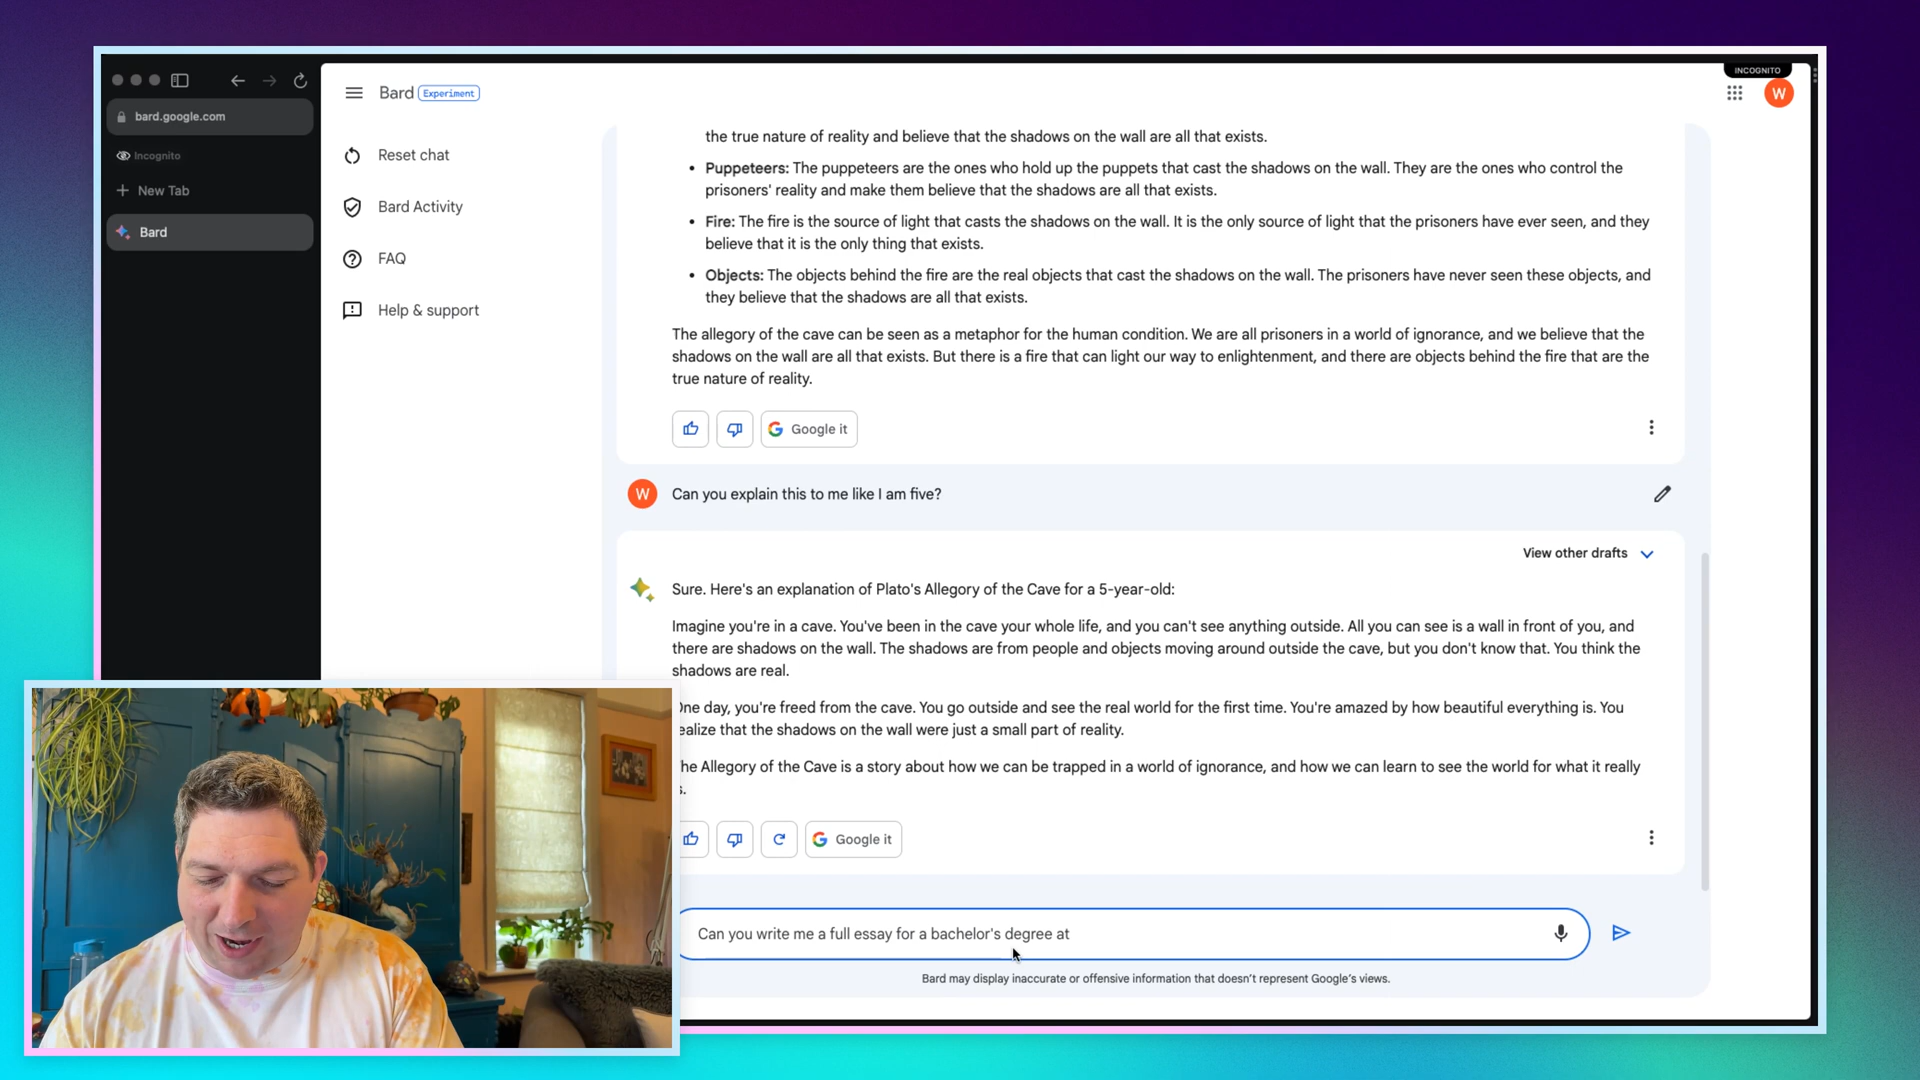 INCOGNITO
Bard Experiment
W
bard.google.com
Incognito
New Tab
Bard
Reset chat
Bard Activity
FAQ
Help & support
the true nature of reality and believe that the shadows on the wall are all that exists.
• Puppeteers: The puppeteers are the ones who hold up the puppets that cast the shadows on the wall. They are the ones who control the
prisoners' reality and make them believe that the shadows are all that exists.
• Fire: The fire is the source of light that casts the shadows on the wall. It is the only source of light that the prisoners have ever seen, and they
believe that it is the only thing that exists.
• Objects: The objects behind the fire are the real objects that cast the shadows on the wall. The prisoners have never seen these objects, and
they believe that the shadows are all that exists.
The allegory of the cave can be seen as a metaphor for the human condition. We are all prisoners in a world of ignorance, and we believe that the
shadows on the wall are all that exists. But there is a fire that can light our way to enlightenment, and there are objects behind the fire that are the
true nature of reality.
G Google it
W Can you explain this to me like I am five?
View other drafts
Sure. Here's an explanation of Plato's Allegory of the Cave for a 5-year-old:
Imagine you're in a cave. You've been in the cave your whole life, and you can't see anything outside. All you can see is a wall in front of you, and
there are shadows on the wall. The shadows are from people and objects moving around outside the cave, but you don't know that. You think the
shadows are real.
One day, you're freed from the cave. You go outside and see the real world for the first time. You're amazed by how beautiful everything is. You
ealize that the shadows on the wall were just a small part of reality.
he Allegory of the Cave is a story about how we can be trapped in a world of ignorance, and how we can learn to see the world for what it really
s.
G Google it
Can you write me a full essay for a bachelor's degree at
Bard may display inaccurate or offensive information that doesn't represent Google's views.